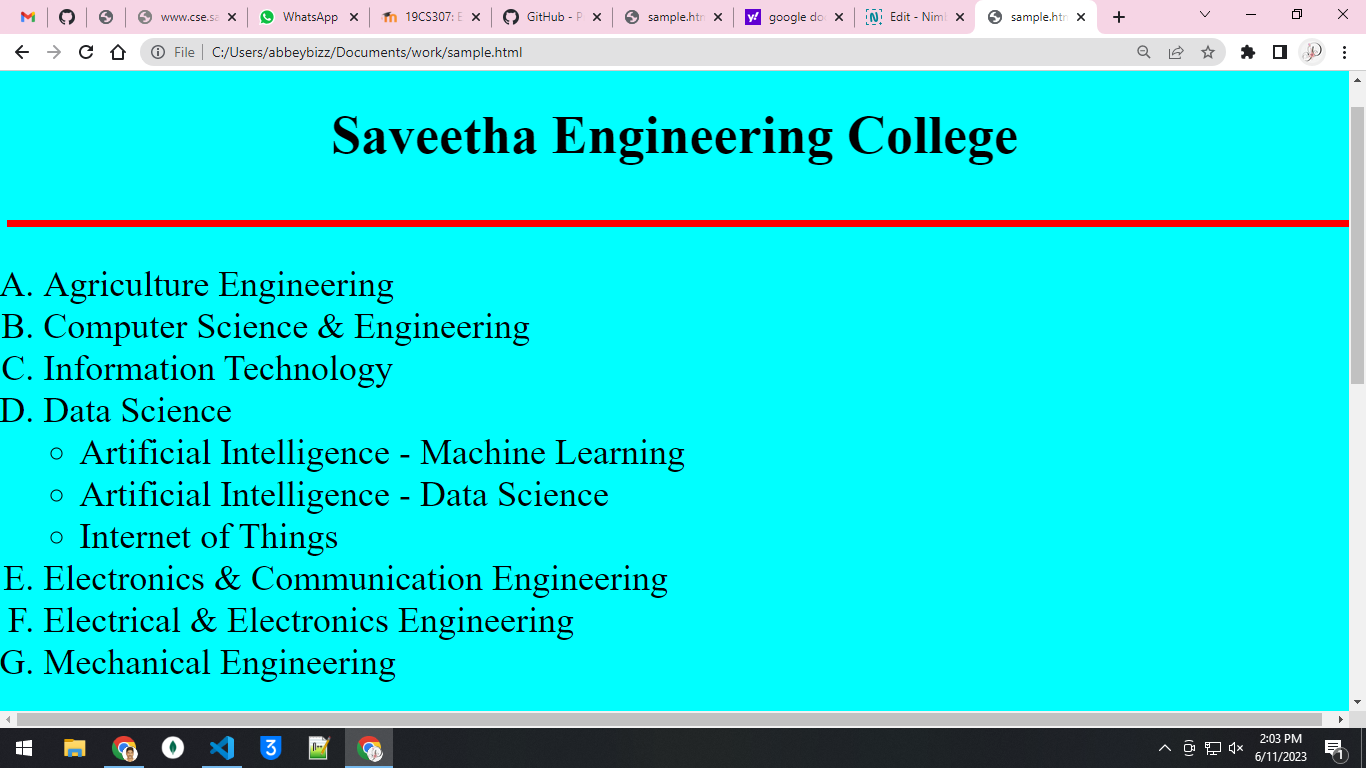 www.cse.sa
WhatsApp
19CS307: E
GitHub - P
sample.htm
google do
Edit - Niml
sample.htm
File
C:/Users/abbeybizz/Documents/work/sample.html
Saveetha Engineering College
A. Agriculture Engineering
B. Computer Science & Engineering
C. Information Technology
D. Data Science
Artificial Intelligence - Machine Learning
Artificial Intelligence - Data Science
Internet of Things
E. Electronics & Communication Engineering
F. Electrical & Electronics Engineering
G. Mechanical Engineering
2:03 PM
6/11/2023
1